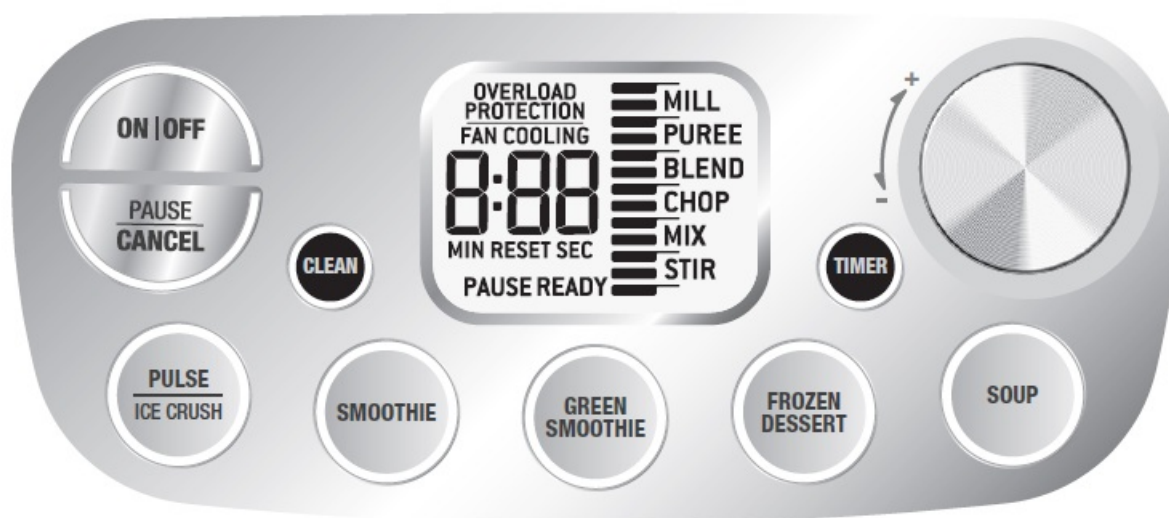 ON|OFF
PAUSE
CANCEL
CLEAN
PULSE
ICE CRUSH
SMOOTHIE
OVERLOAD
PROTECTION
FAN COOLING
8:88
MIN RESET SEC
PAUSE READY
MILL
PUREE
BLEND
CHOP
MIX
STIR
+
-
TIMER
GREEN
SMOOTHIE
FROZEN
DESSERT
SOUP